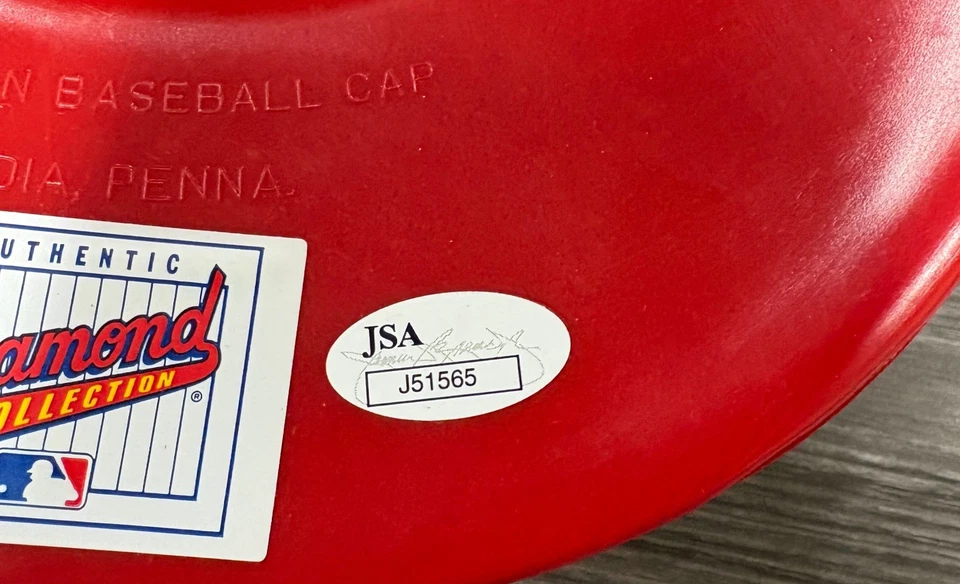 N BASEBALL CAP
DIA, PENNA.
UTHENTIC
amond
OLLECTION
®
JSA
J51565